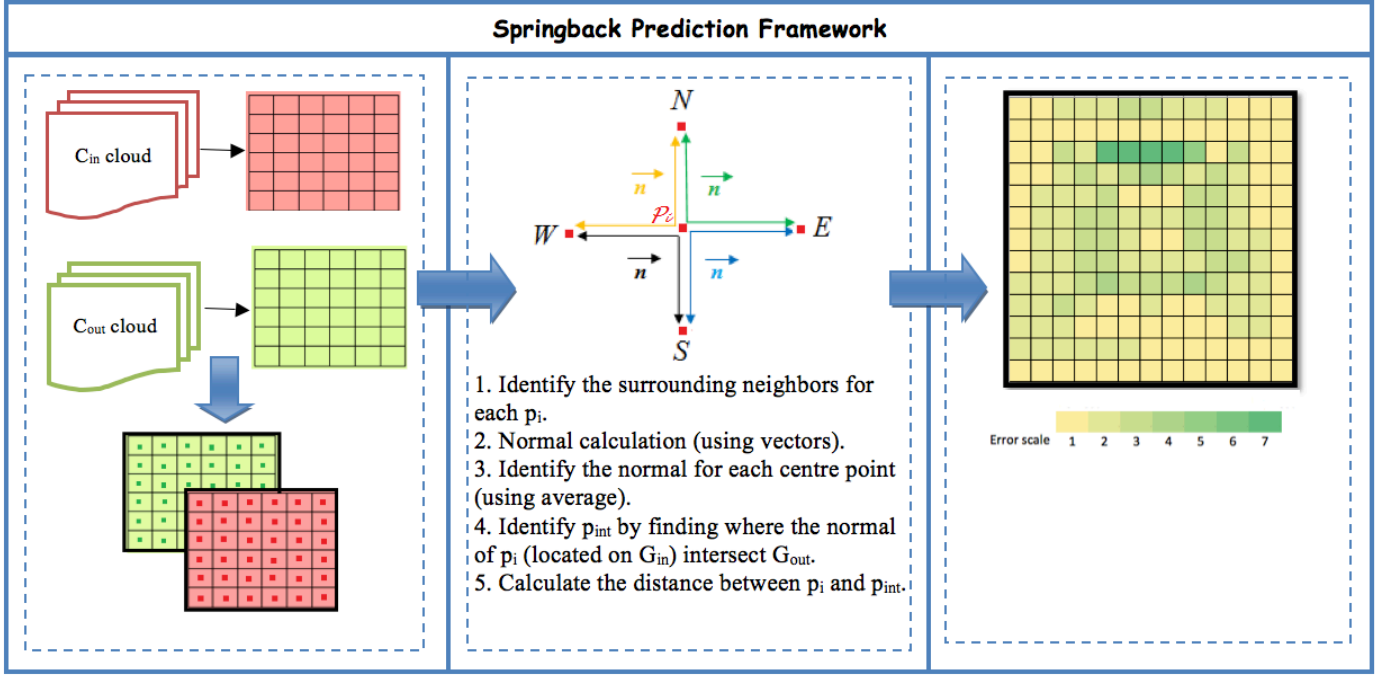 Springback Prediction Framework
Cin cloud
Cout cloud
N
n
n
Pi
W
E
n
n
S
1. Identify the surrounding neighbors for
each pi.
2. Normal calculation (using vectors).
3. Identify the normal for each centre point
(using average).
4. Identify pint by finding where the normal
of pi (located on Gin) intersect Gout.
5. Calculate the distance between pi and pint.
Error scale 1 2 3 4 5 6 7